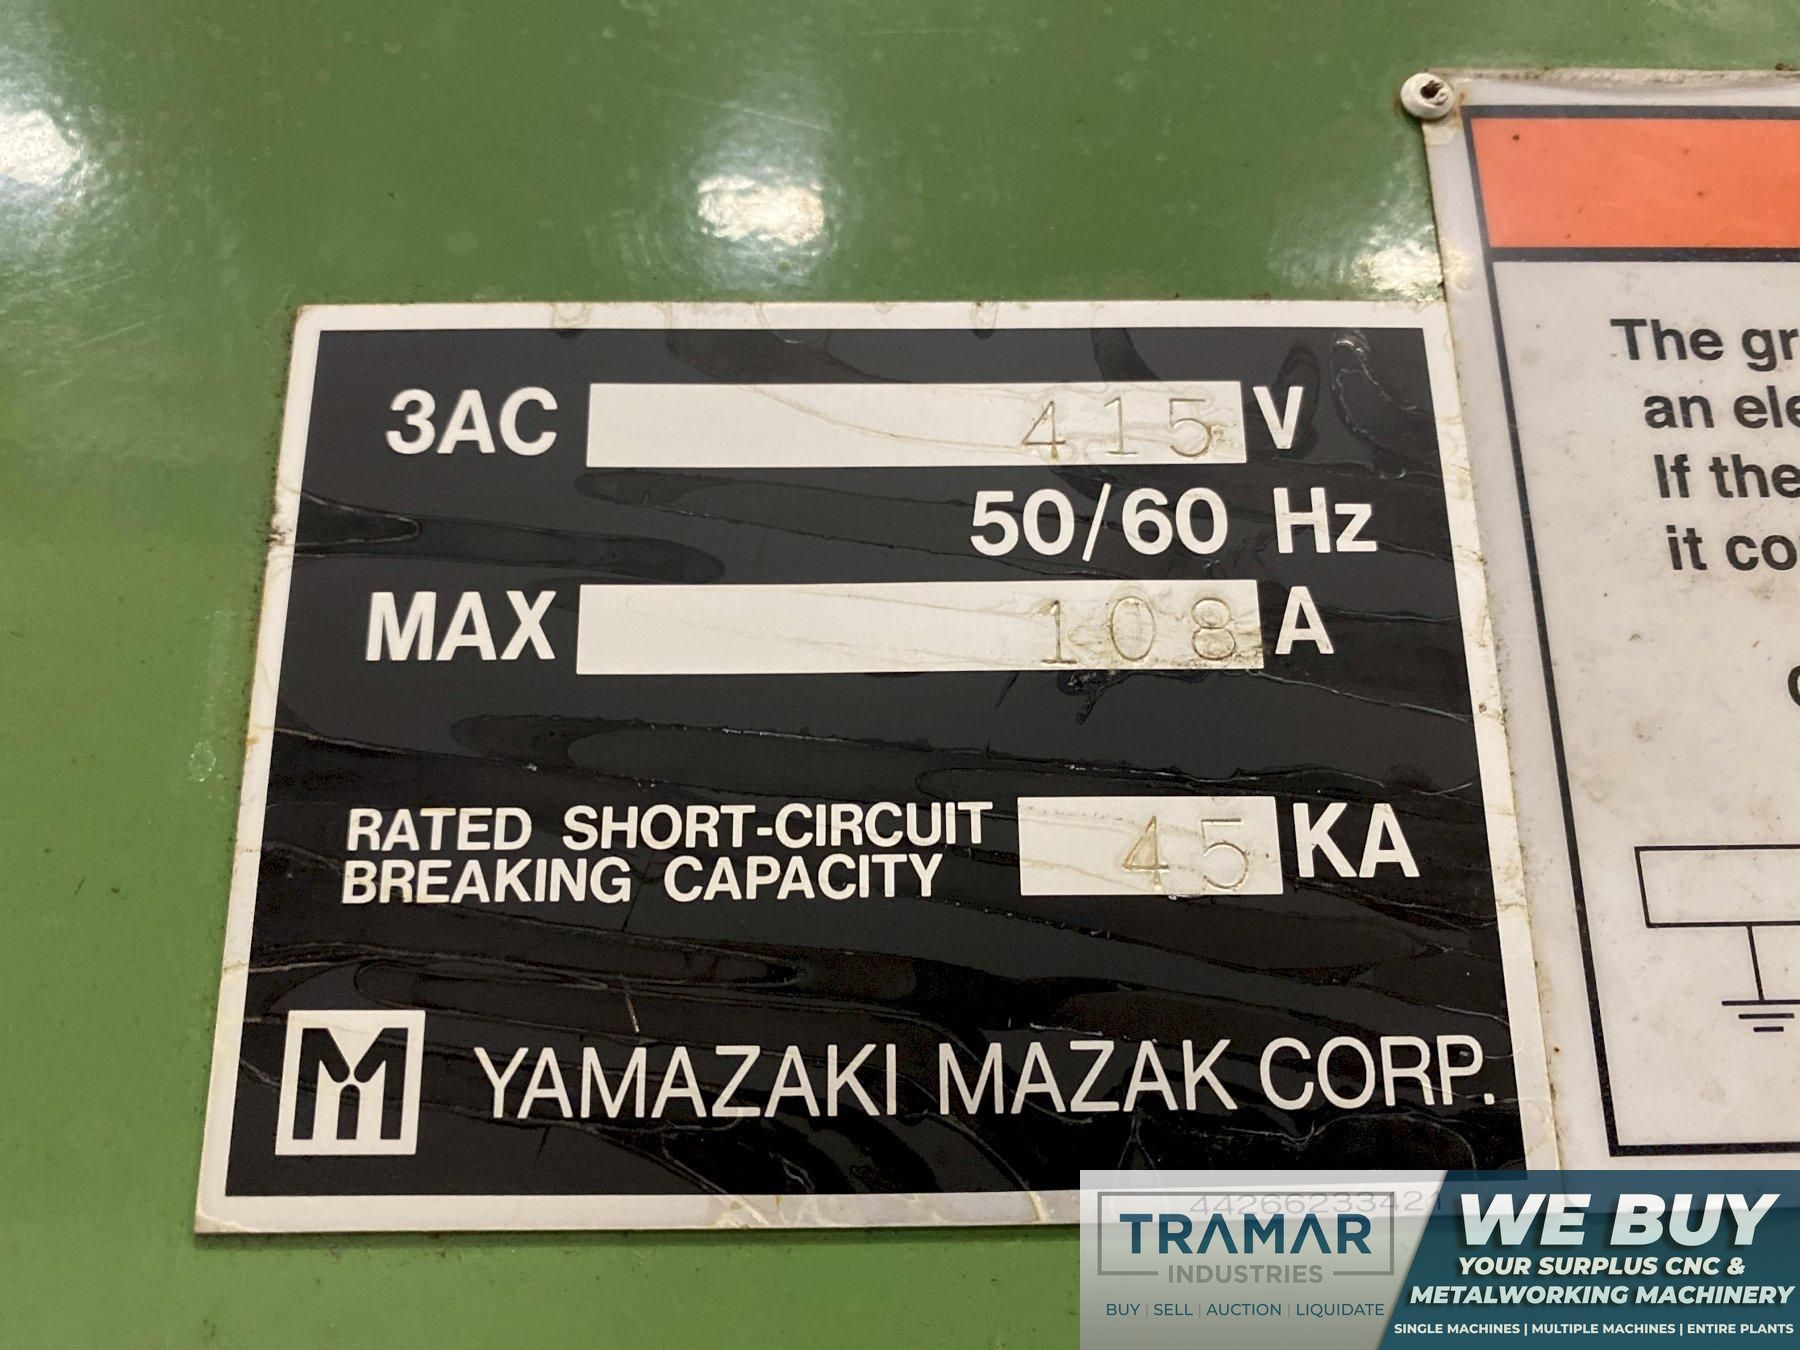 3AC 415 V
50/60 Hz
MAX 108 A
RATED SHORT-CIRCUIT
BREAKING CAPACITY 45 KA
M YAMAZAKI MAZAK CORP.
The gr
an ele
If the
it co
44266233421
TRAMAR
INDUSTRIES
BUY | SELL | AUCTION | LIQUIDATE
WE BUY
YOUR SURPLUS CNC &
METALWORKING MACHINERY
SINGLE MACHINES | MULTIPLE MACHINES | ENTIRE PLANTS